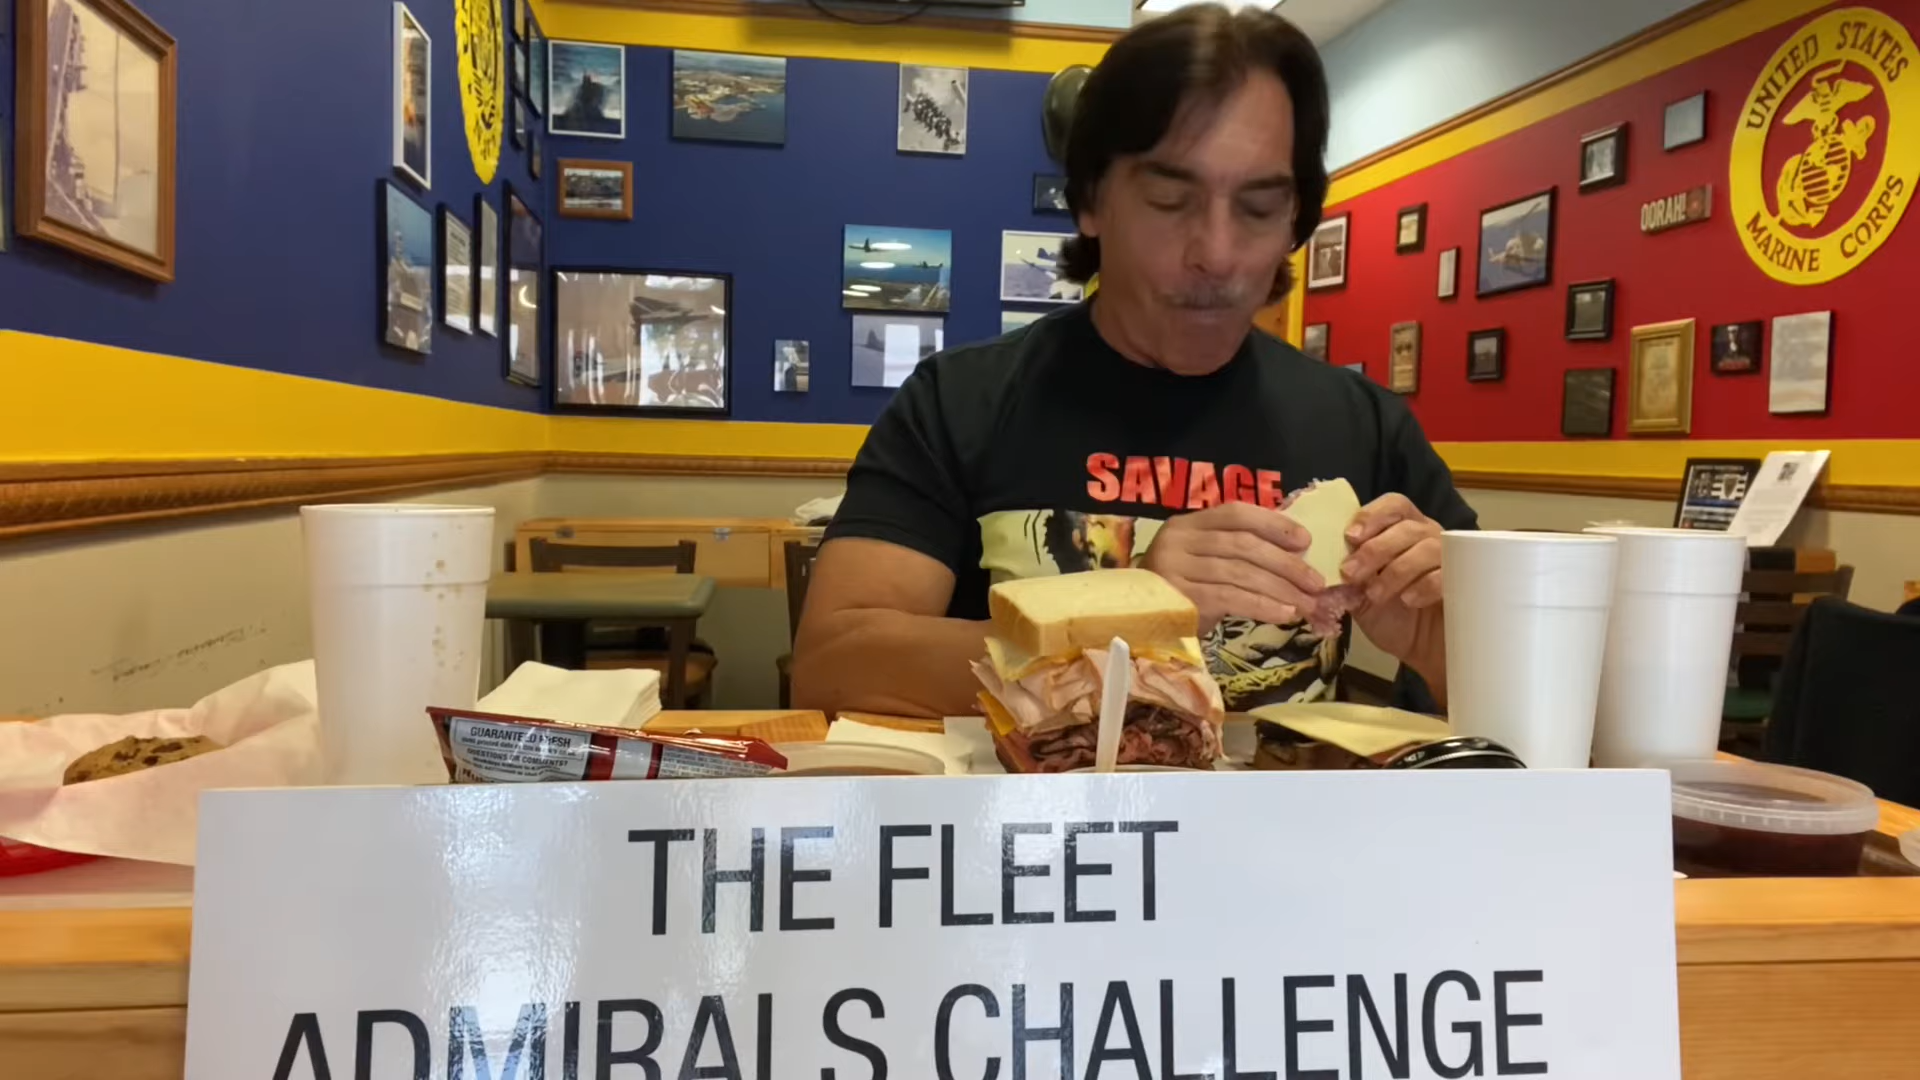 UNITED STATES
MARINE CORPS
OORAH!
SAVAGE
GUARANTEED FRESH
QUESTIONS OR COMMENTS?
THE FLEET
ADMIRALS CHALLENGE